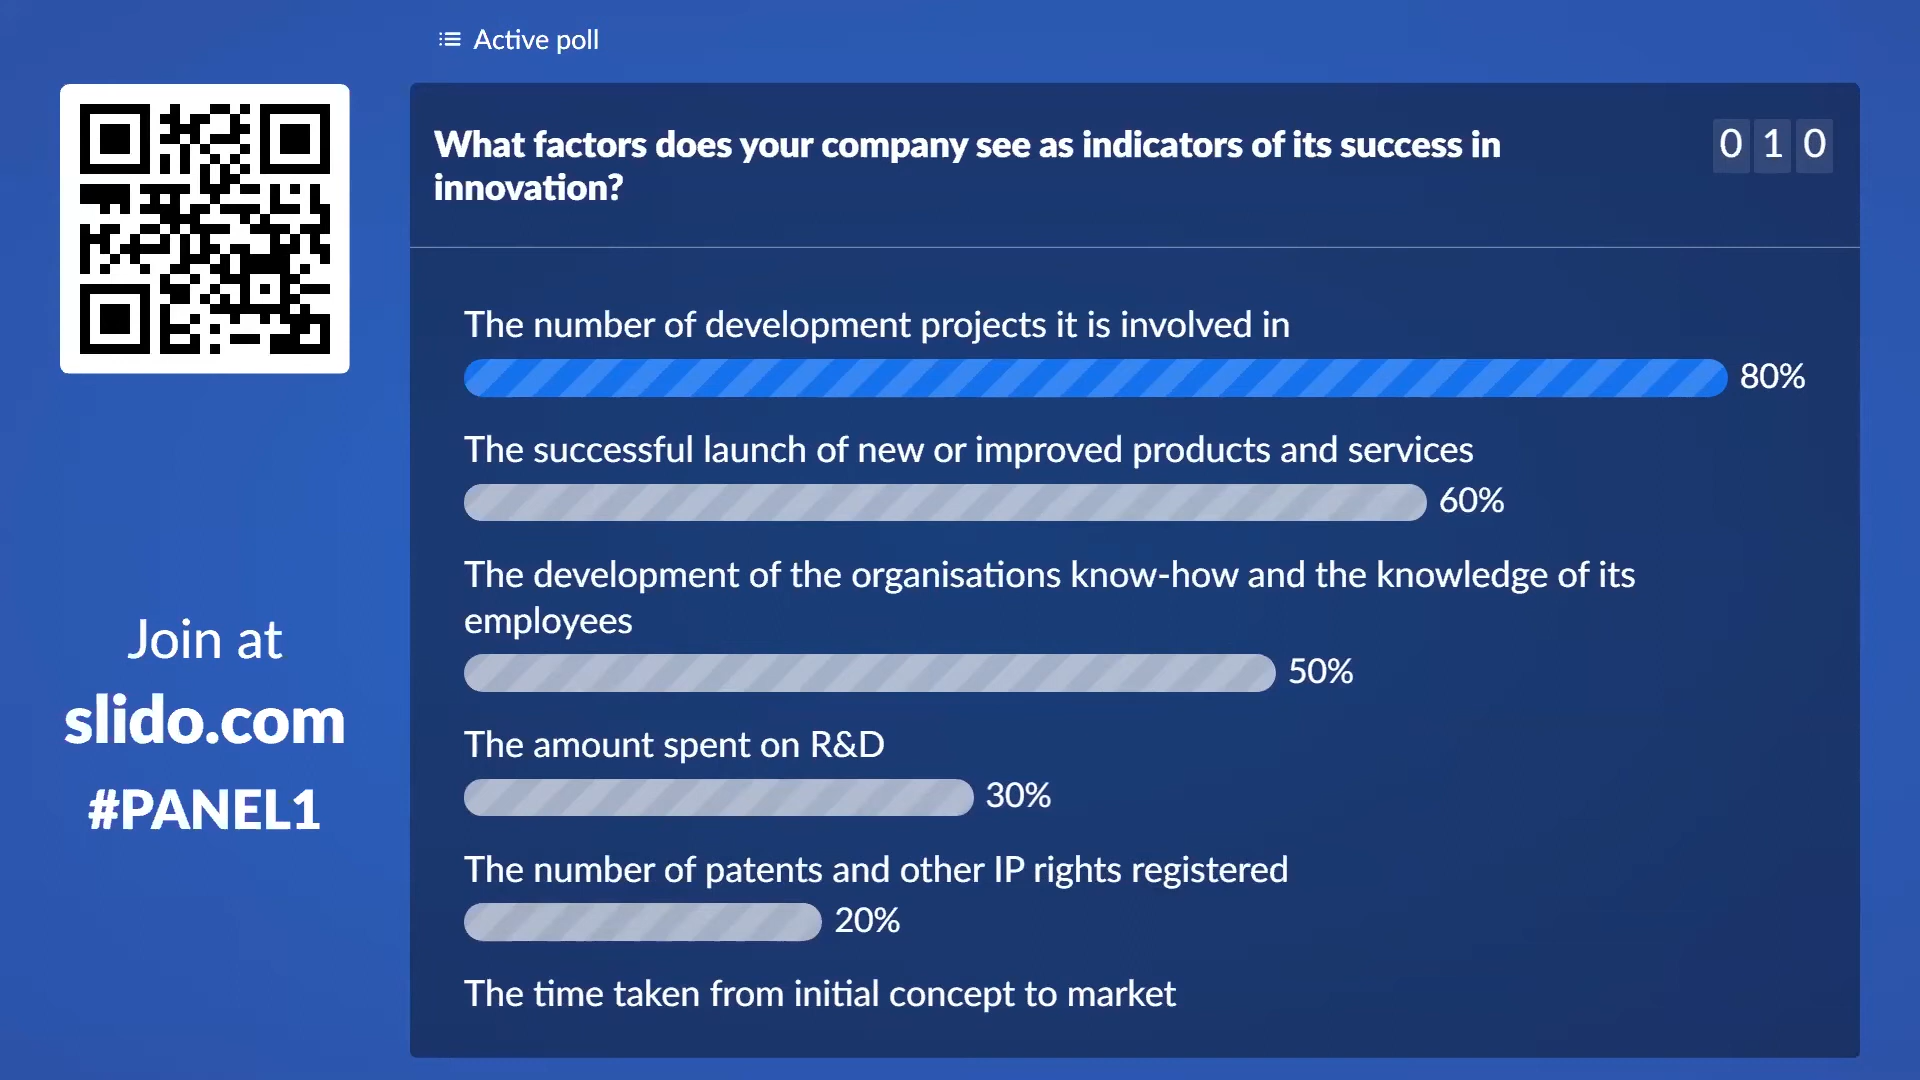 Active poll
What factors does your company see as indicators of its success in
innovation?
0 1 0
The number of development projects it is involved in
80%
The successful launch of new or improved products and services
60%
The development of the organisations know-how and the knowledge of its
employees
50%
The amount spent on R&D
30%
The number of patents and other IP rights registered
20%
The time taken from initial concept to market
Join at
slido.com
#PANEL1